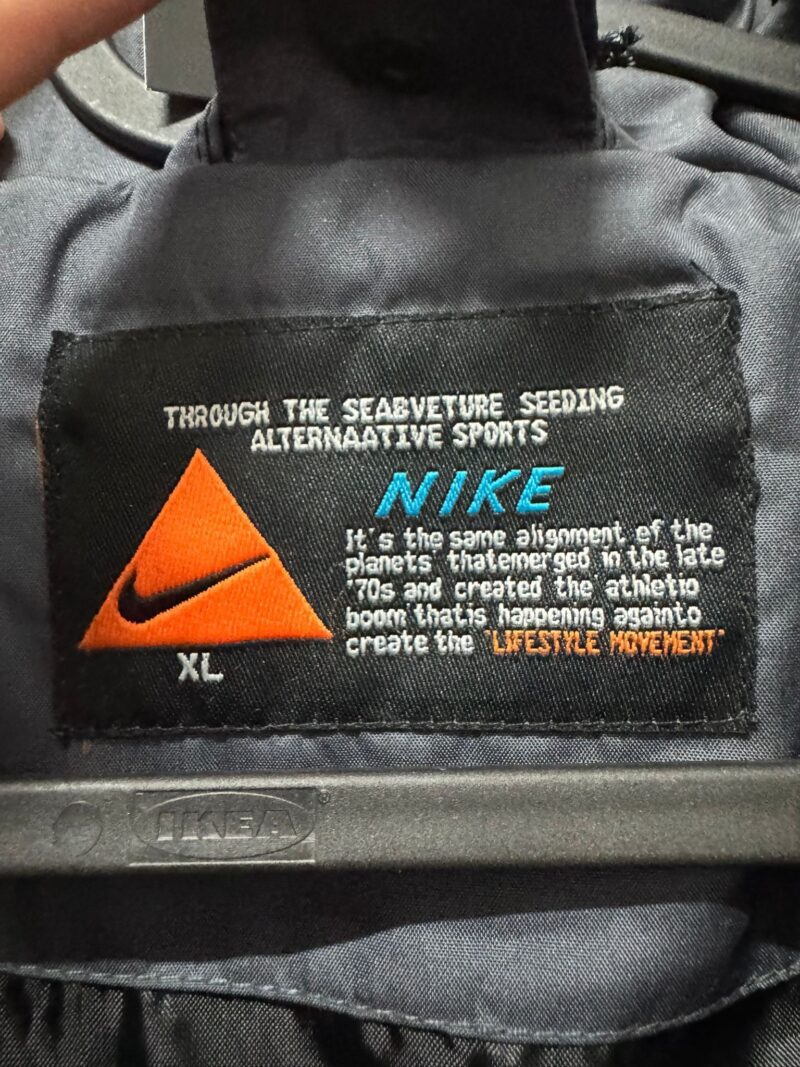 THROUGH THE SEABVETURE SEEDING
ALTERNAATIVE SPORTS
NIKE
It's the same alignment of the
planets thatemerged in the late
'70s and created the athletio
boom thatis happening againto
create the "LIFESTYLE MOVEMENT"
XL
IKEA